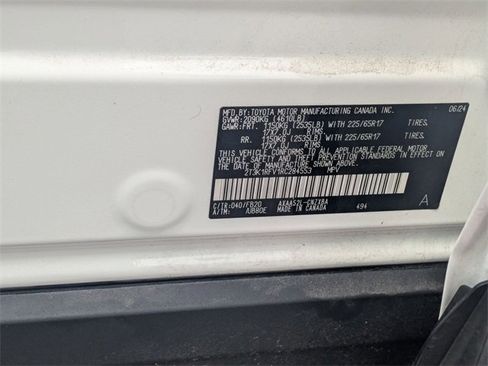 MFD.BY:TOYOTA MOTOR MANUFACTURING CANADA INC. 06/24
GVWR:2090KG (4610LB)
GAWR:FRT. 1150KG (2535LB) WITH 225/65R17 TIRES,
17X7.0J RIMS
RR. 1150KG (2535LB) WITH 225/65R17 TIRES,
17X7.0J RIMS
THIS VEHICLE CONFORMS TO ALL APPLICABLE FEDERAL MOTOR
VEHICLE SAFETY AND THEFT PREVENTION STANDARDS IN EFFECT
ON THE DATE OF MANUFACTURE SHOWN ABOVE.
2T3K1RFV1RC284553 MPV
C/TR:040/FB20 AXAA52L-CNZXBA
A/TM: /UB80E MADE IN CANADA 494 A